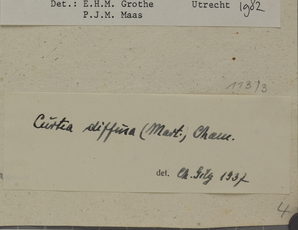 Det.: E.H.M. Grothe Utrecht 1982
P.J.M. Maas
11373
Curtia diffusa (Mart.) Cham.
det. Ch. Gilg 1937
4